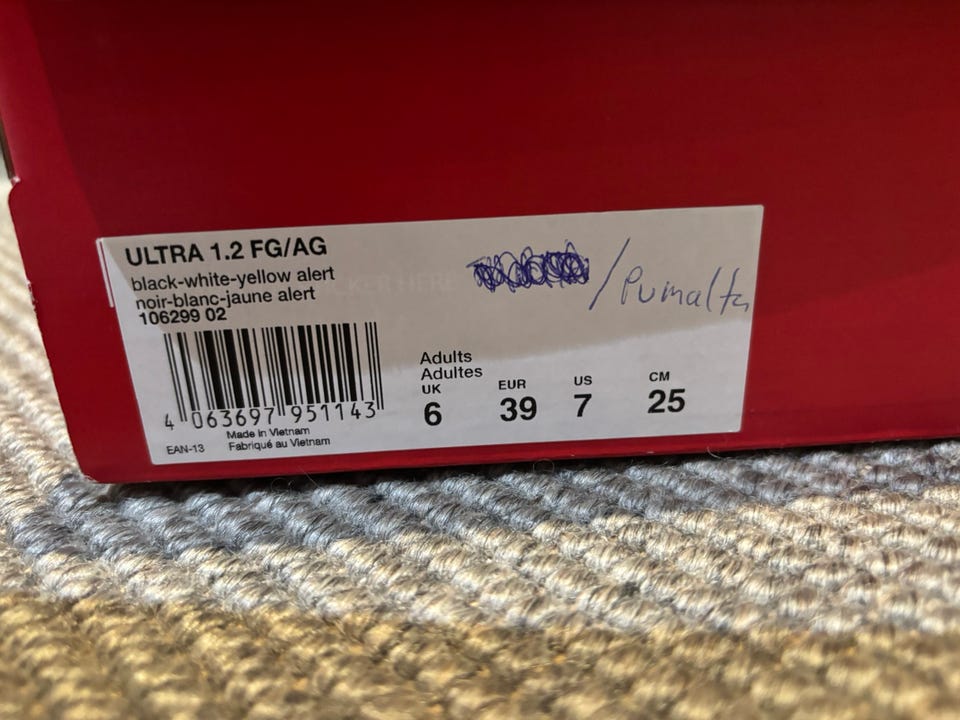 ULTRA 1.2 FG/AG
black-white-yellow alert
noir-blanc-jaune alert
106299 02
4 063697 951143
EAN-13
Made in Vietnam
Fabriqué au Vietnam
/ Pumalta
Adults
Adultes
UK EUR US CM
6 39 7 25